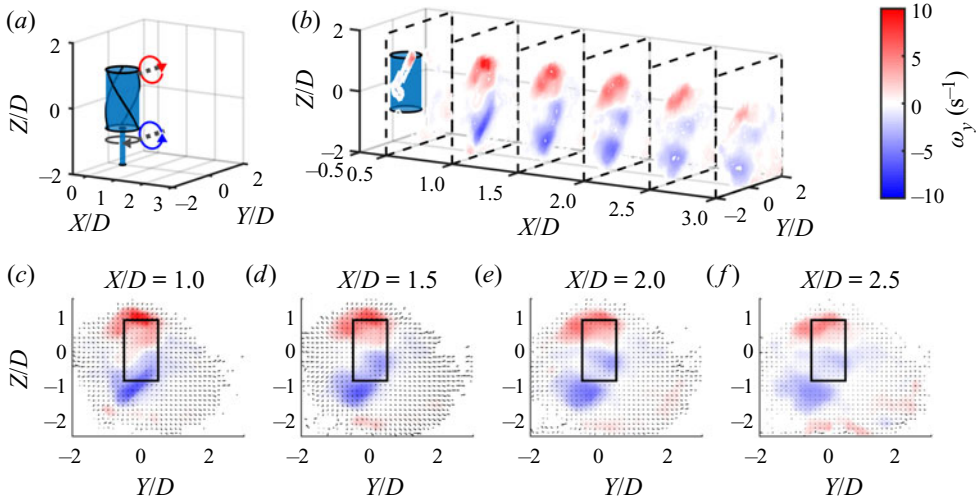 (a)
2
0
−2
Z/D
0
1
2
3
X/D
−2
0
2
Y/D
(b)
2
0
−2
Z/D
−0.5
0.5
1.0
1.5
2.0
2.5
3.0
X/D
−2
0
2
Y/D
10
5
0
−5
−10
ω_y (s⁻¹)
(c) X/D = 1.0
(d) X/D = 1.5
(e) X/D = 2.0
(f) X/D = 2.5
Z/D
1 1 1 1
0 0 0 0
−1 −1 −1 −1
−2 −2 −2 −2
−2 0 2 −2 0 2 −2 0 2 −2 0 2
Y/D Y/D Y/D Y/D